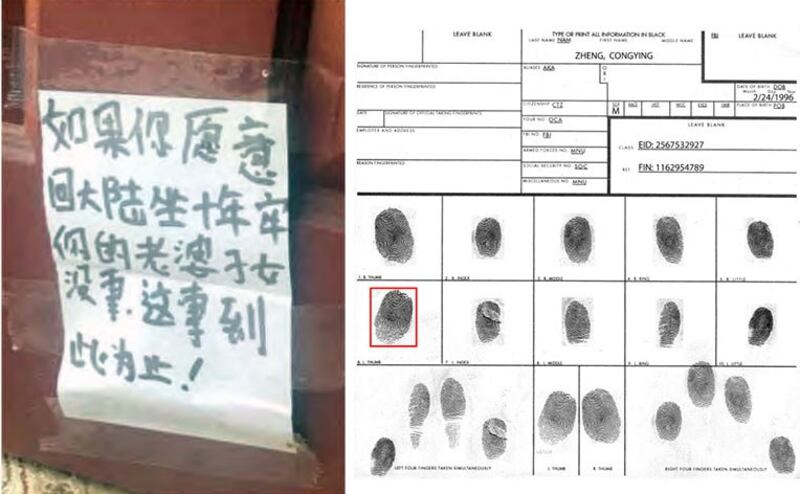 如果你愿意
回大陆坐十年牢
你的老婆子女
没事.这事到
此为止！
LEAVE BLANK
TYPE OR PRINT ALL INFORMATION IN BLACK
LAST NAME NAM FIRST NAME MIDDLE NAME
ZHENG, CONGYING
FBI LEAVE BLANK
SIGNATURE OF PERSON FINGERPRINTED
ALIASES AKA
O R I
RESIDENCE OF PERSON FINGERPRINTED
DATE OF BIRTH DOB
Month Day Year
2/24/1996
CITIZENSHIP CTZ
SEX
M
RACE HGT. WGT. EYES HAIR
PLACE OF BIRTH POB
DATE SIGNATURE OF OFFICIAL TAKING FINGERPRINTS
YOUR NO. OCA
LEAVE BLANK
EMPLOYER AND ADDRESS
FBI NO. FBI
CLASS EID: 2567532927
ARMED FORCES NO. MNU
REF. FIN: 1162954789
REASON FINGERPRINTED
SOCIAL SECURITY NO. SOC
MISCELLANEOUS NO. MNU
1. R. THUMB 2. R. INDEX 3. R. MIDDLE 4. R. RING 5. R. LITTLE
6. L. THUMB 7. L. INDEX 8. L. MIDDLE 9. L. RING 10. L. LITTLE
LEFT FOUR FINGERS TAKEN SIMULTANEOUSLY L. THUMB R. THUMB RIGHT FOUR FINGERS TAKEN SIMULTANEOUSLY